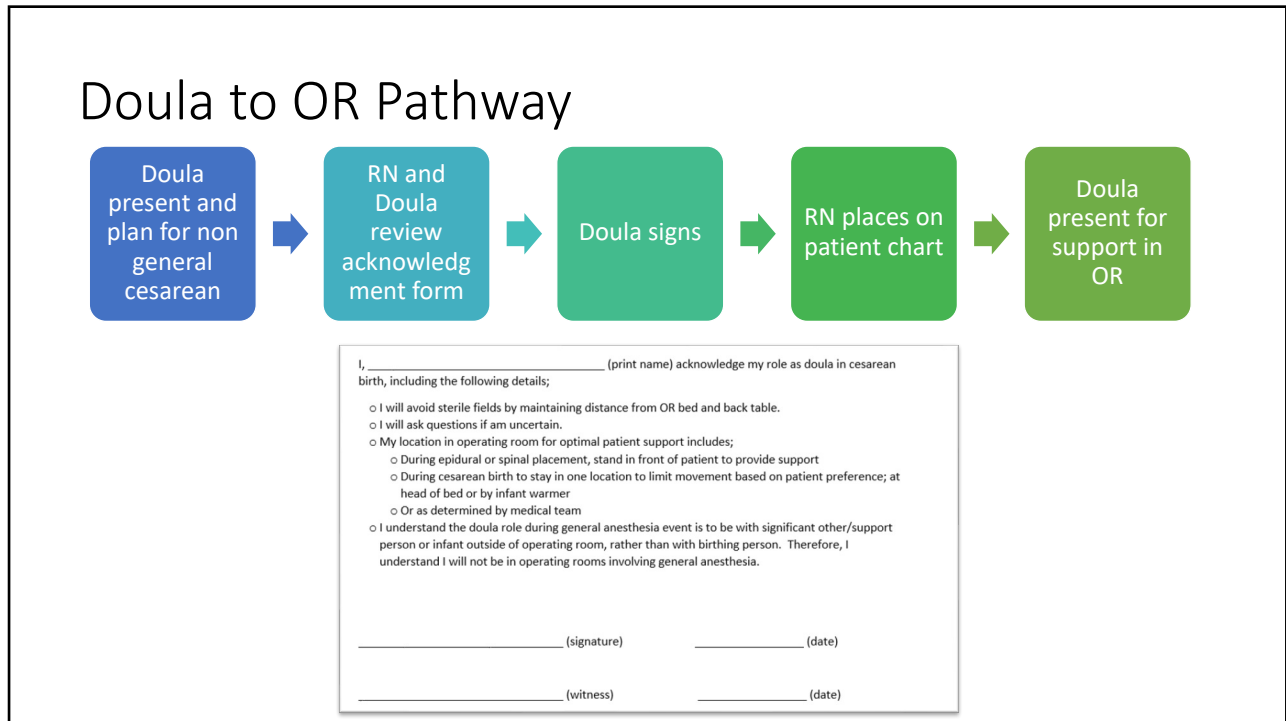 Doula to OR Pathway
Doula
present and
plan for non
general
cesarean
RN and
Doula
review
acknowledg
ment form
Doula signs
RN places on
patient chart
Doula
present for
support in
OR
I, ______________________________________ (print name) acknowledge my role as doula in cesarean
birth, including the following details;
o I will avoid sterile fields by maintaining distance from OR bed and back table.
o I will ask questions if am uncertain.
o My location in operating room for optimal patient support includes;
o During epidural or spinal placement, stand in front of patient to provide support
o During cesarean birth to stay in one location to limit movement based on patient preference; at
head of bed or by infant warmer
o Or as determined by medical team
o I understand the doula role during general anesthesia event is to be with significant other/support
person or infant outside of operating room, rather than with birthing person.  Therefore, I
understand I will not be in operating rooms involving general anesthesia.
_________________________________ (signature) _________________ (date)
_________________________________ (witness) _________________ (date)